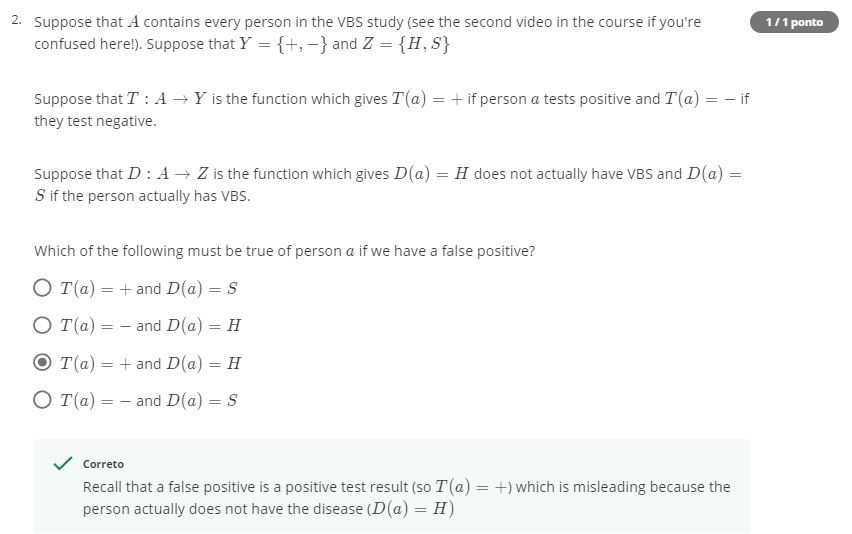 2. Suppose that A contains every person in the VBS study (see the second video in the course if you're
1 / 1 ponto
confused here!). Suppose that Y = {+, −} and Z = {H, S}
Suppose that T : A → Y is the function which gives T(a) = + if person a tests positive and T(a) = − if
they test negative.
Suppose that D : A → Z is the function which gives D(a) = H does not actually have VBS and D(a) =
S if the person actually has VBS.
Which of the following must be true of person a if we have a false positive?
T(a) = + and D(a) = S
T(a) = − and D(a) = H
T(a) = + and D(a) = H
T(a) = − and D(a) = S
Correto
Recall that a false positive is a positive test result (so T(a) = +) which is misleading because the
person actually does not have the disease (D(a) = H)